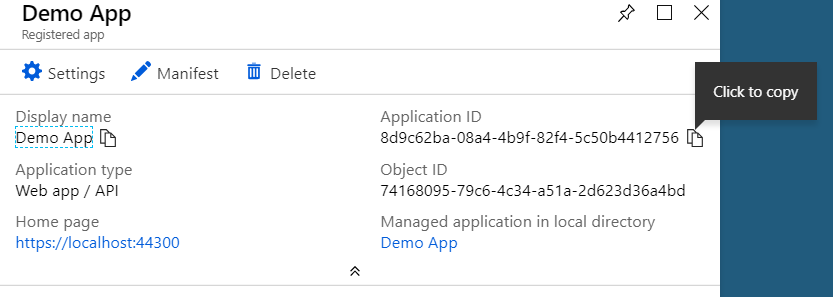 Demo App
Registered app
Settings Manifest Delete
Click to copy
Display name
Demo App
Application ID
8d9c62ba-08a4-4b9f-82f4-5c50b4412756
Application type
Web app / API
Object ID
74168095-79c6-4c34-a51a-2d623d36a4bd
Home page
https://localhost:44300
Managed application in local directory
Demo App